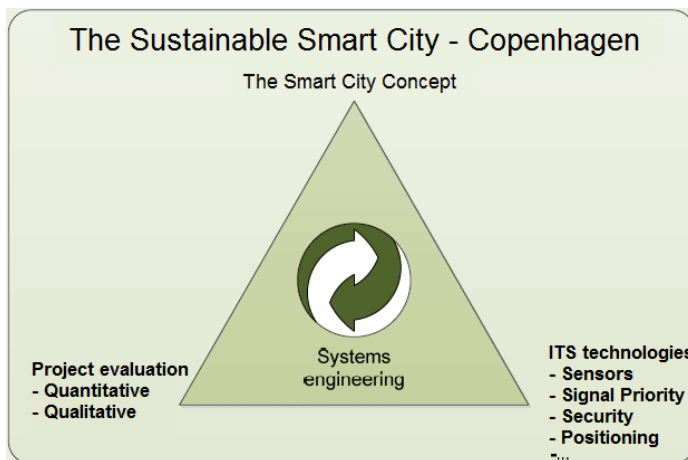 The Sustainable Smart City - Copenhagen
The Smart City Concept
Systems
engineering
Project evaluation
- Quantitative
- Qualitative
ITS technologies
- Sensors
- Signal Priority
- Security
- Positioning
-...